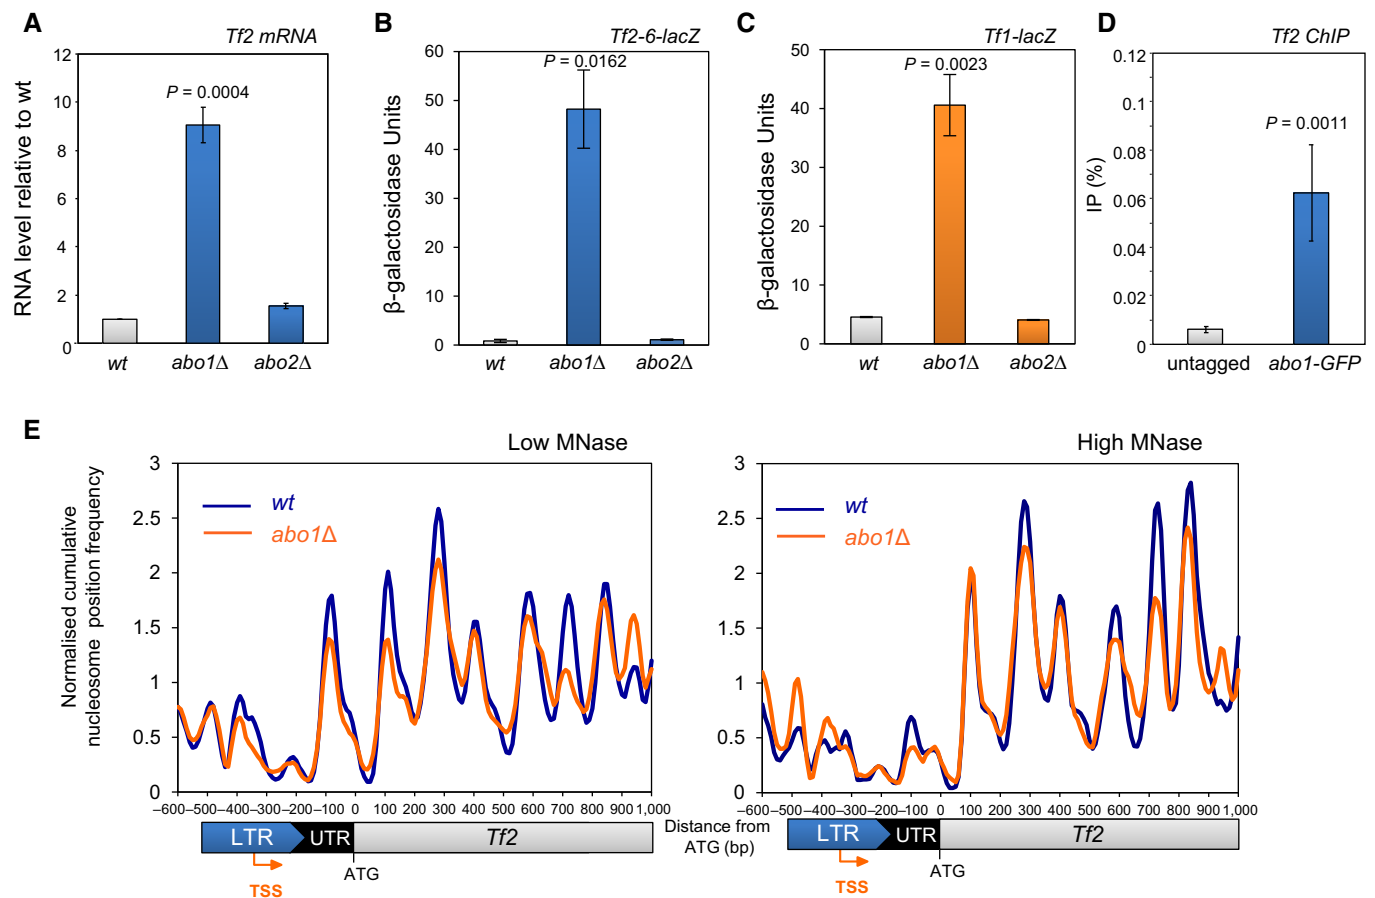 A
Tf2 mRNA
RNA level relative to wt
12
10
8
6
4
2
0
P = 0.0004
wt
abo1Δ
abo2Δ
B
Tf2-6-lacZ
β-galactosidase Units
60
50
40
30
20
10
0
P = 0.0162
wt
abo1Δ
abo2Δ
C
Tf1-lacZ
β-galactosidase Units
50
40
30
20
10
0
P = 0.0023
wt
abo1Δ
abo2Δ
D
Tf2 ChIP
IP (%)
0.12
0.1
0.08
0.06
0.04
0.02
0
P = 0.0011
untagged
abo1-GFP
E
Low MNase
Normalised cumulative
nucleosome position frequency
3
2.5
2
1.5
1
0.5
0
wt
abo1Δ
–600 –500 –400 –300 –200 –100 0 100 200 300 400 500 600 700 800 900 1,000
LTR
UTR
Tf2
ATG
TSS
Distance from
ATG (bp)
High MNase
3
2.5
2
1.5
1
0.5
0
wt
abo1Δ
–600 –500 –400 –300 –200 –100 0 100 200 300 400 500 600 700 800 900 1,000
LTR
UTR
Tf2
ATG
TSS